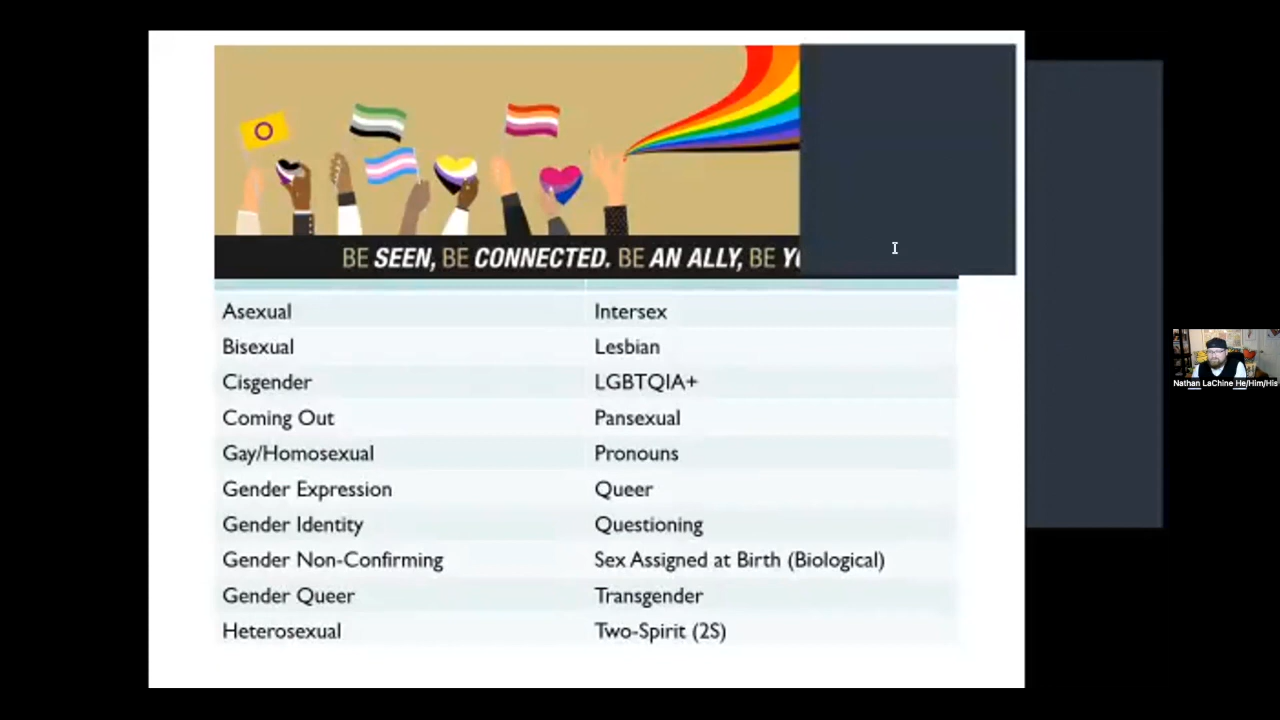 BE SEEN, BE CONNECTED. BE AN ALLY, BE
Asexual
Intersex
Bisexual
Lesbian
Cisgender
LGBTQIA+
Coming Out
Pansexual
Gay/Homosexual
Pronouns
Gender Expression
Queer
Gender Identity
Questioning
Gender Non-Confirming
Sex Assigned at Birth (Biological)
Gender Queer
Transgender
Heterosexual
Two-Spirit (2S)
Nathan LaChine He/Him/His